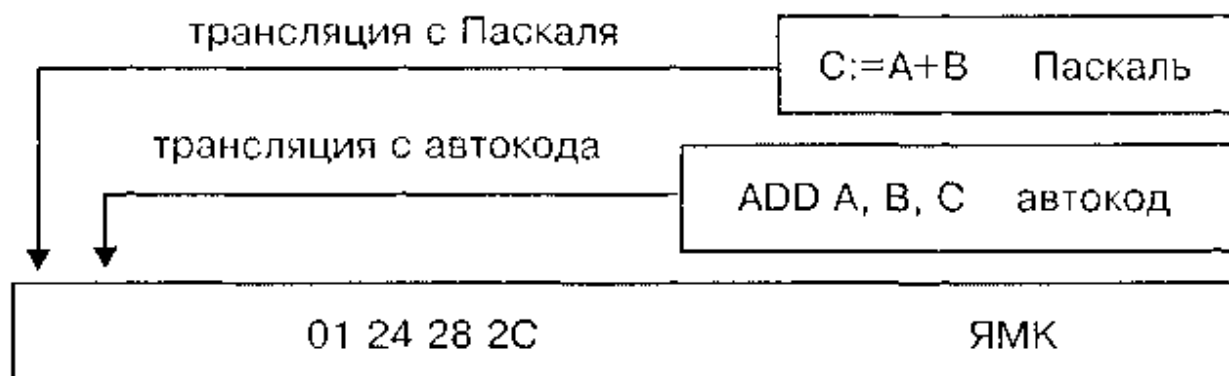 трансляция с Паскаля
C:=A+B Паскаль
трансляция с автокода
ADD A, B, C автокод
01 24 28 2C ЯМК